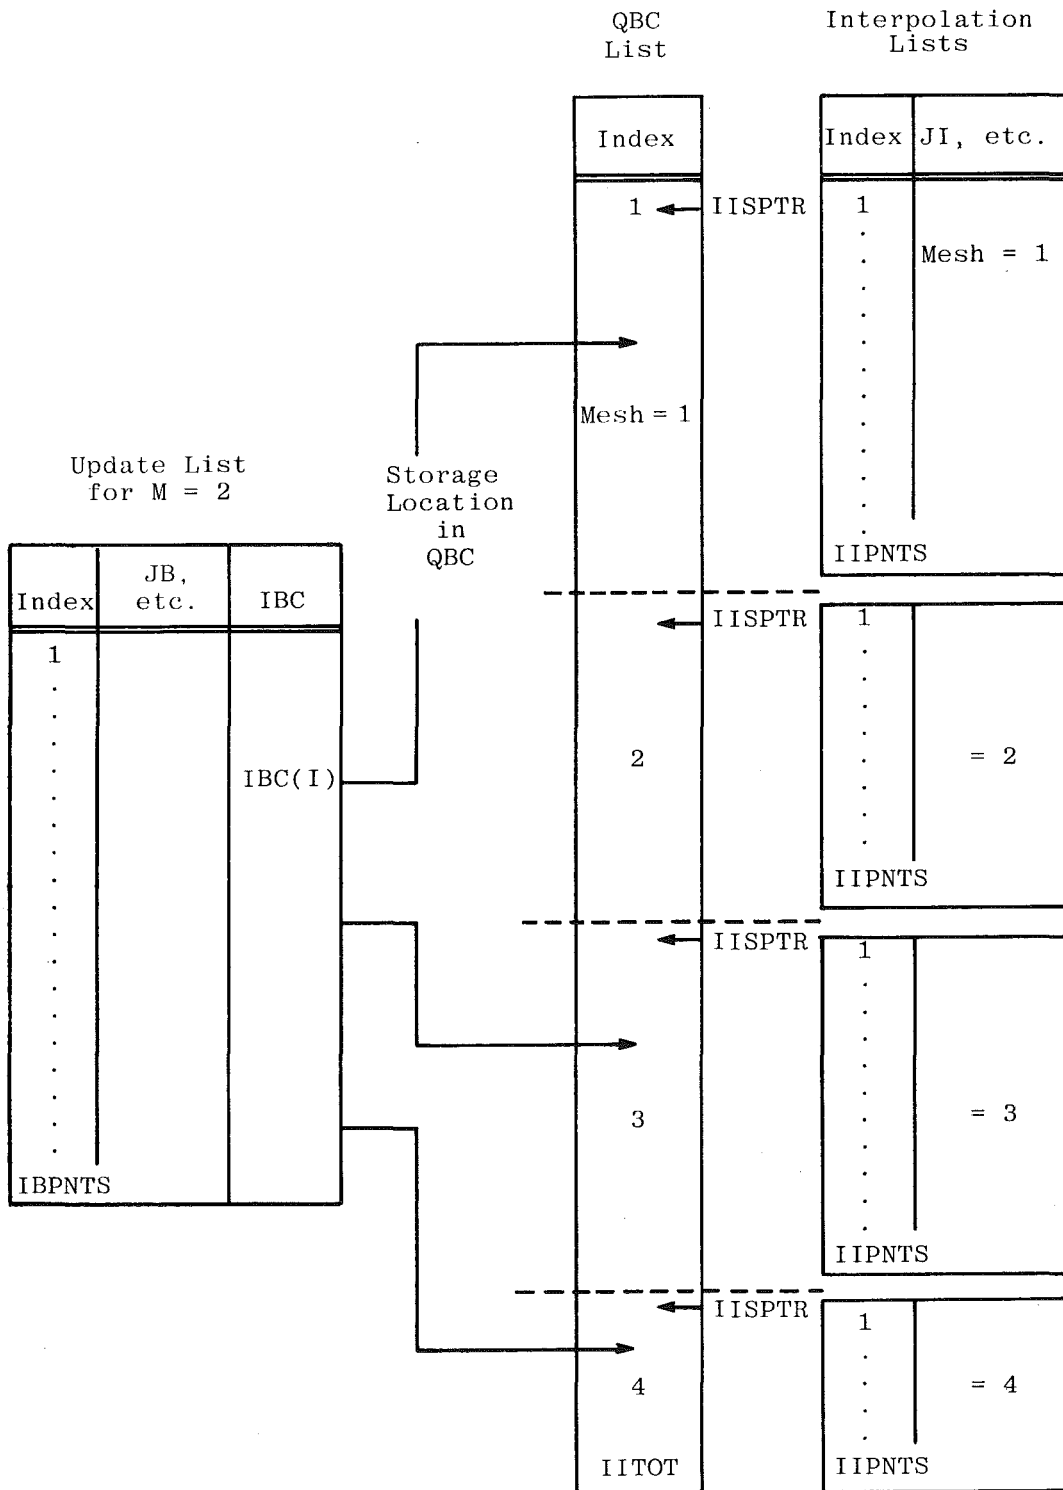 QBC
List
Interpolation
Lists
Index
Index JI, etc.
1
IISPTR
1
Mesh = 1
Mesh = 1
IIPNTS
Update List
for M = 2
Storage
Location
in
QBC
Index
JB,
etc.
IBC
1
IBC(I)
IBPNTS
IISPTR
1
2
= 2
IIPNTS
IISPTR
1
3
= 3
IIPNTS
IISPTR
1
4
= 4
IITOT
IIPNTS